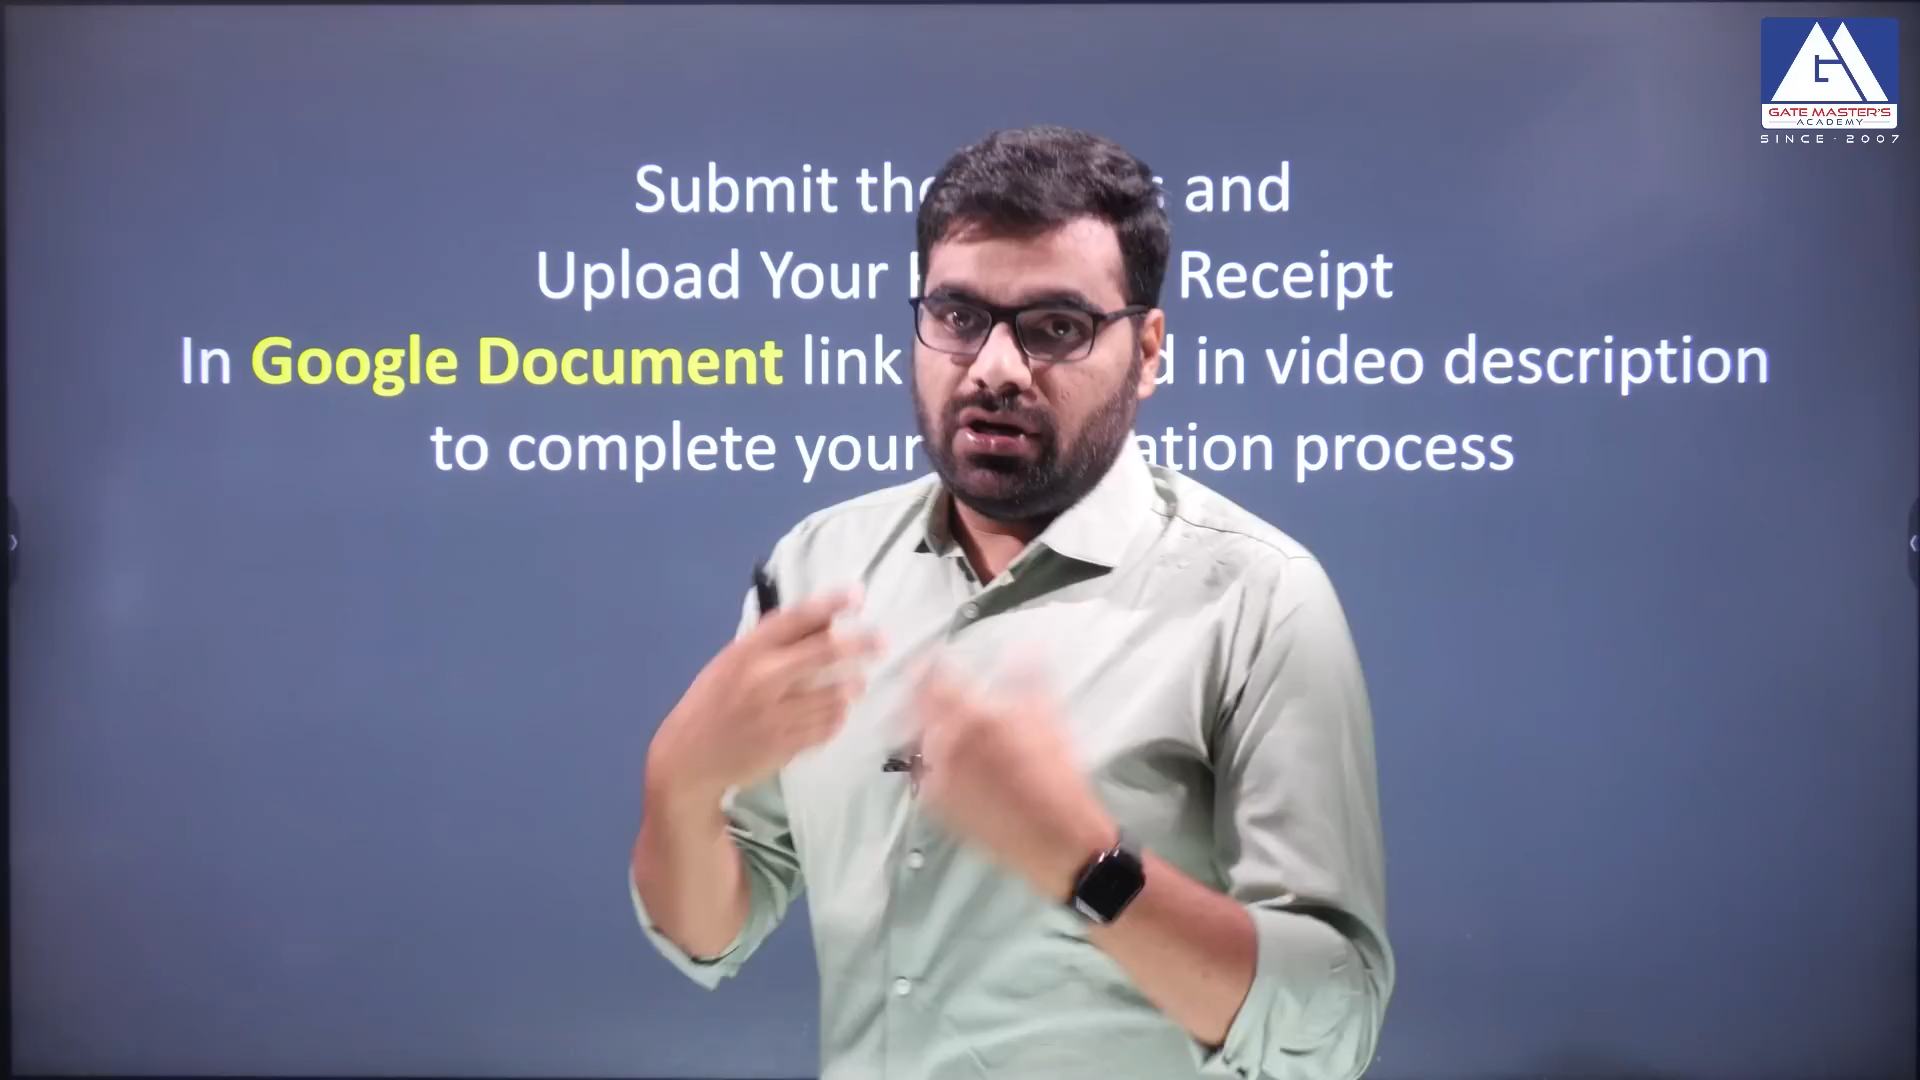 Submit the and
Upload Your Receipt
In Google Document link in video description
to complete your process
GATE MASTER'S
ACADEMY
SINCE · 2007